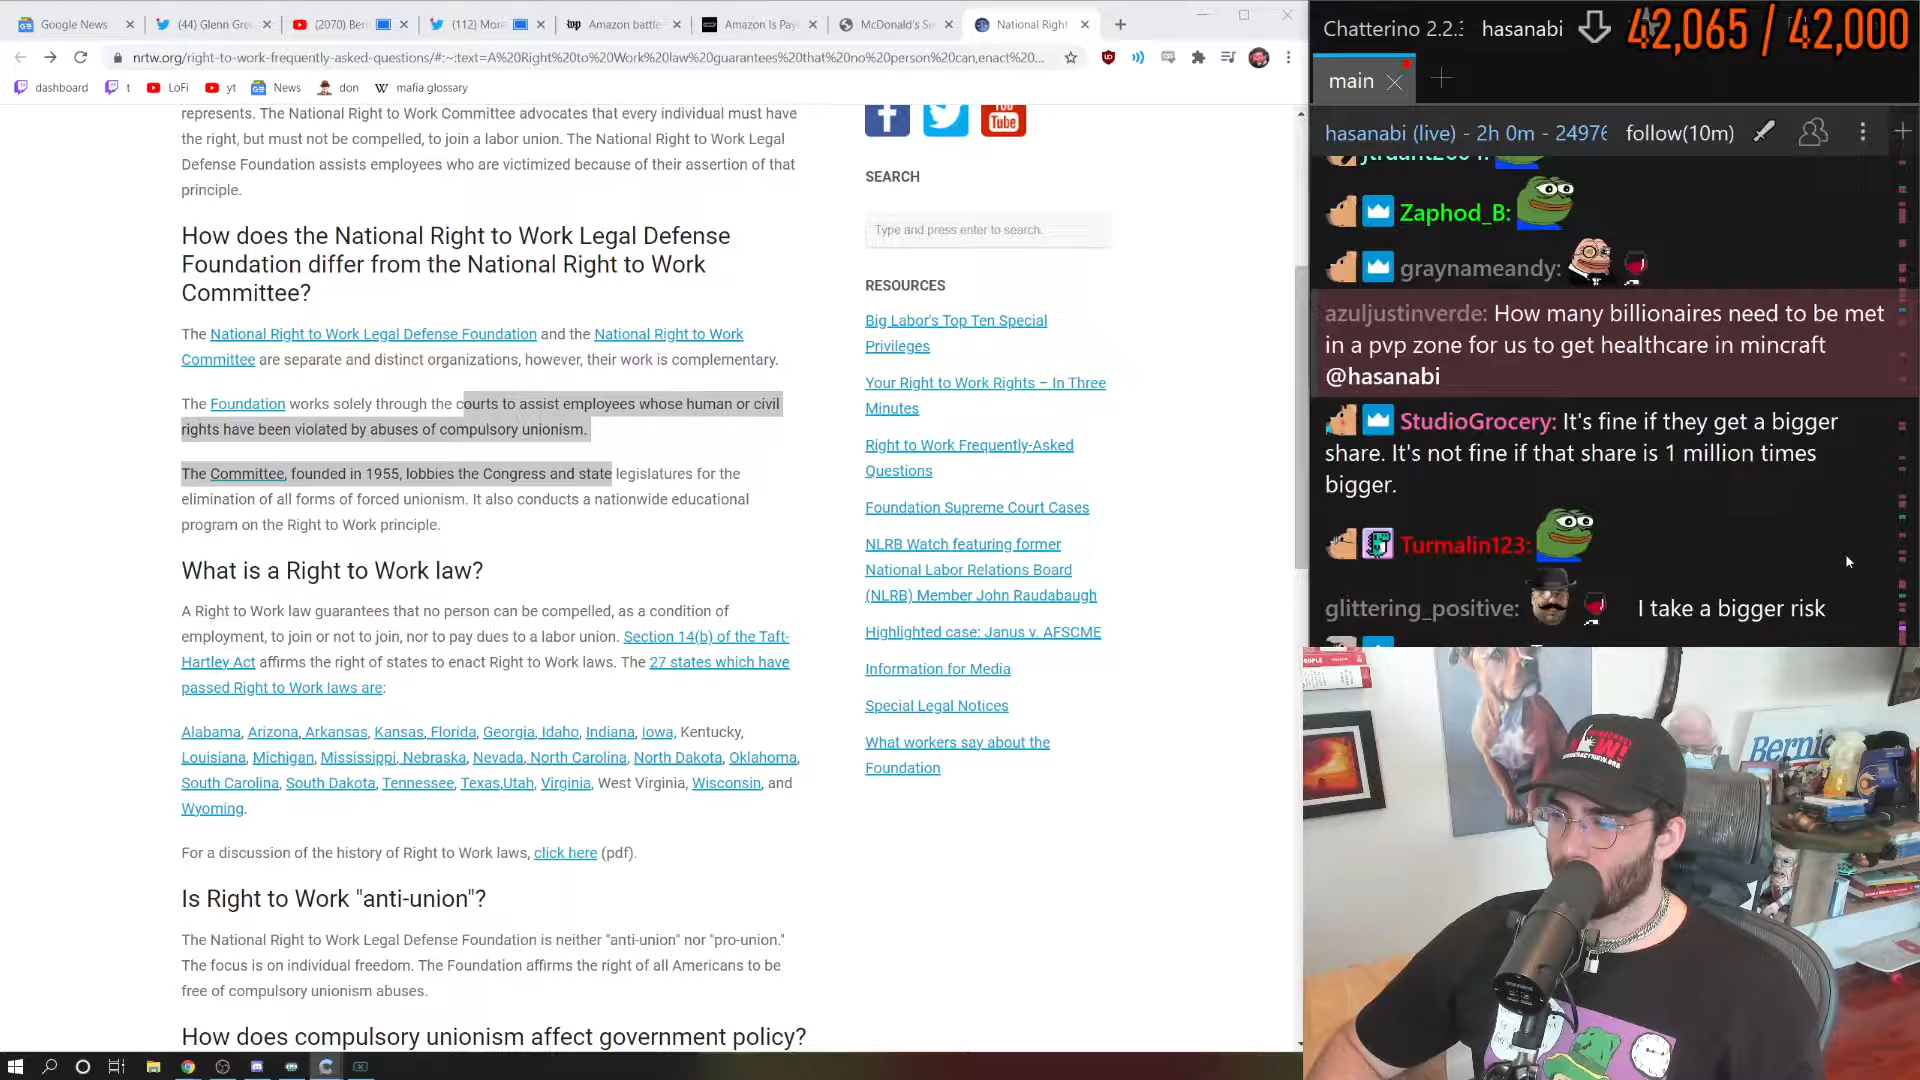 Google News
(44) Glenn Gre
(2070) Ber
(112) Mor
Amazon battle
Amazon Is Pay
McDonald's Se
National Right
nrtw.org/right-to-work-frequently-asked-questions/#:~:text=A%20Right%20to%20Work%20law%20guarantees%20that%20no%20person%20can,enact%20...
dashboard
t
LoFi
yt
News
don
mafia glossary
represents. The National Right to Work Committee advocates that every individual must have
the right, but must not be compelled, to join a labor union. The National Right to Work Legal
Defense Foundation assists employees who are victimized because of their assertion of that
principle.
How does the National Right to Work Legal Defense
Foundation differ from the National Right to Work
Committee?
The National Right to Work Legal Defense Foundation and the National Right to Work
Committee are separate and distinct organizations, however, their work is complementary.
The Foundation works solely through the courts to assist employees whose human or civil
rights have been violated by abuses of compulsory unionism.
The Committee, founded in 1955, lobbies the Congress and state legislatures for the
elimination of all forms of forced unionism. It also conducts a nationwide educational
program on the Right to Work principle.
What is a Right to Work law?
A Right to Work law guarantees that no person can be compelled, as a condition of
employment, to join or not to join, nor to pay dues to a labor union. Section 14(b) of the Taft-
Hartley Act affirms the right of states to enact Right to Work laws. The 27 states which have
passed Right to Work laws are:
Alabama, Arizona, Arkansas, Kansas, Florida, Georgia, Idaho, Indiana, Iowa, Kentucky,
Louisiana, Michigan, Mississippi, Nebraska, Nevada, North Carolina, North Dakota, Oklahoma,
South Carolina, South Dakota, Tennessee, Texas,Utah, Virginia, West Virginia, Wisconsin, and
Wyoming.
For a discussion of the history of Right to Work laws, click here (pdf).
Is Right to Work "anti-union"?
The National Right to Work Legal Defense Foundation is neither "anti-union" nor "pro-union."
The focus is on individual freedom. The Foundation affirms the right of all Americans to be
free of compulsory unionism abuses.
How does compulsory unionism affect government policy?
You
Tube
SEARCH
Type and press enter to search.
RESOURCES
Big Labor's Top Ten Special
Privileges
Your Right to Work Rights – In Three
Minutes
Right to Work Frequently-Asked
Questions
Foundation Supreme Court Cases
NLRB Watch featuring former
National Labor Relations Board
(NLRB) Member John Raudabaugh
Highlighted case: Janus v. AFSCME
Information for Media
Special Legal Notices
What workers say about the
Foundation
Chatterino 2.2.
hasanabi
42,065 / 42,000
main
hasanabi (live) - 2h 0m - 24976
follow(10m)
Zaphod_B:
graynameandy:
azuljustinverde: How many billionaires need to be met
in a pvp zone for us to get healthcare in mincraft
@hasanabi
StudioGrocery: It's fine if they get a bigger
share. It's not fine if that share is 1 million times
bigger.
Turmalin123:
glittering_positive: I take a bigger risk
Bernie